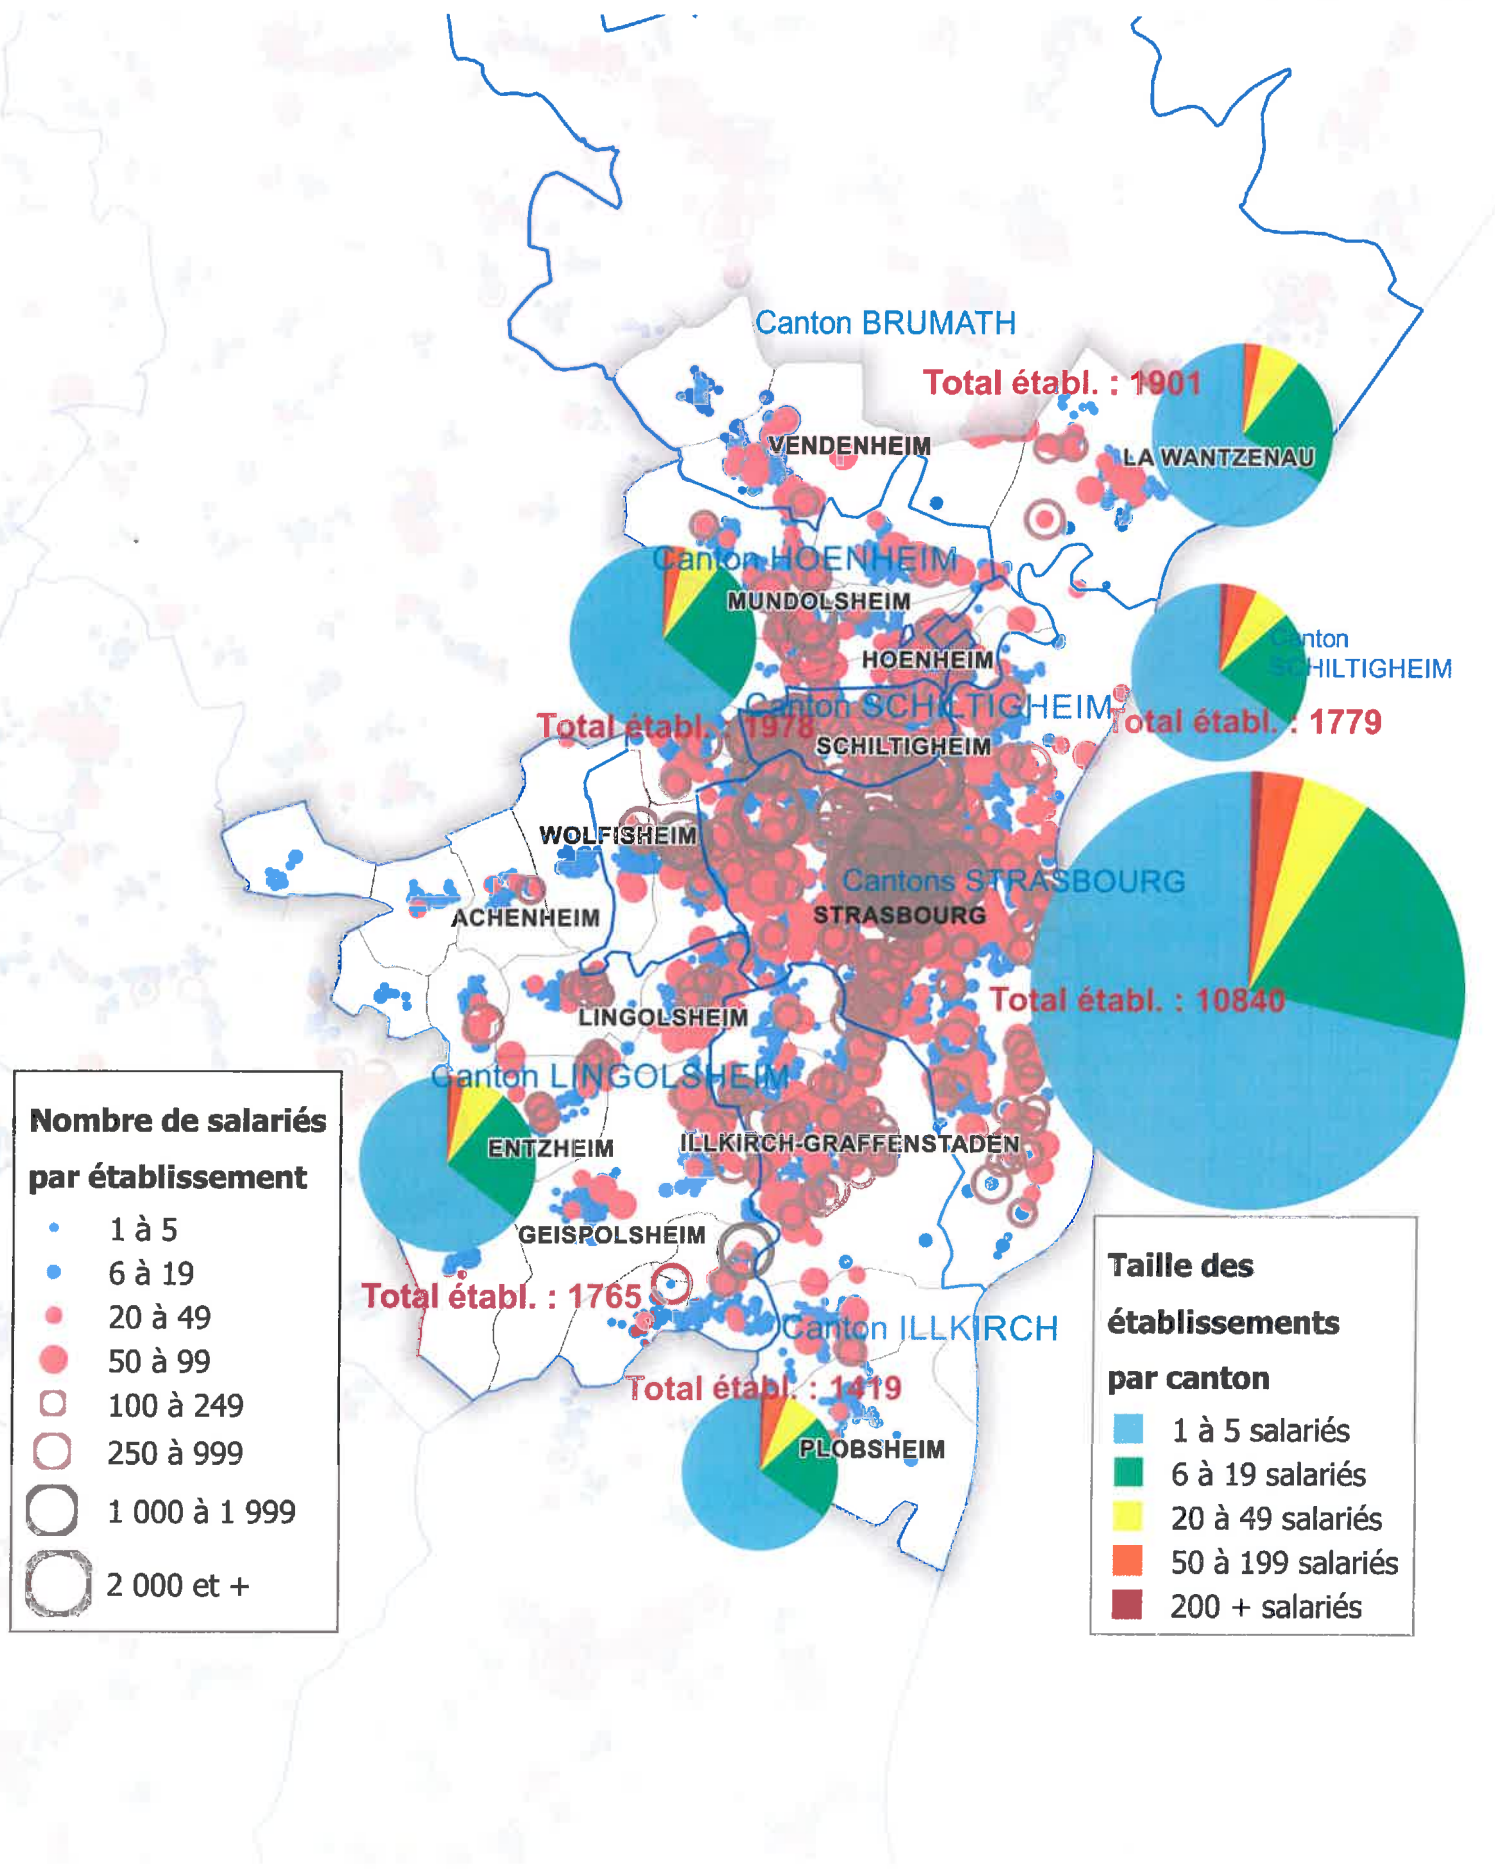 Canton BRUMATH
Total établ. : 1901
VENDENHEIM
LA WANTZENAU
Canton HOENHEIM
MUNDOLSHEIM
Canton
SCHILTIGHEIM
HOENHEIM
Canton SCHILTIGHEIM
Total établ. : 1978
Total établ. : 1779
SCHILTIGHEIM
WOLFISHEIM
Cantons STRASBOURG
STRASBOURG
ACHENHEIM
Total établ. : 10840
LINGOLSHEIM
Canton LINGOLSHEIM
ENTZHEIM
ILLKIRCH-GRAFFENSTADEN
GEISPOLSHEIM
Total établ. : 1765
Canton ILLKIRCH
Total établ. : 1419
PLOBSHEIM
Nombre de salariés
par établissement
1 à 5
6 à 19
20 à 49
50 à 99
100 à 249
250 à 999
1 000 à 1 999
2 000 et +
Taille des
établissements
par canton
1 à 5 salariés
6 à 19 salariés
20 à 49 salariés
50 à 199 salariés
200 + salariés